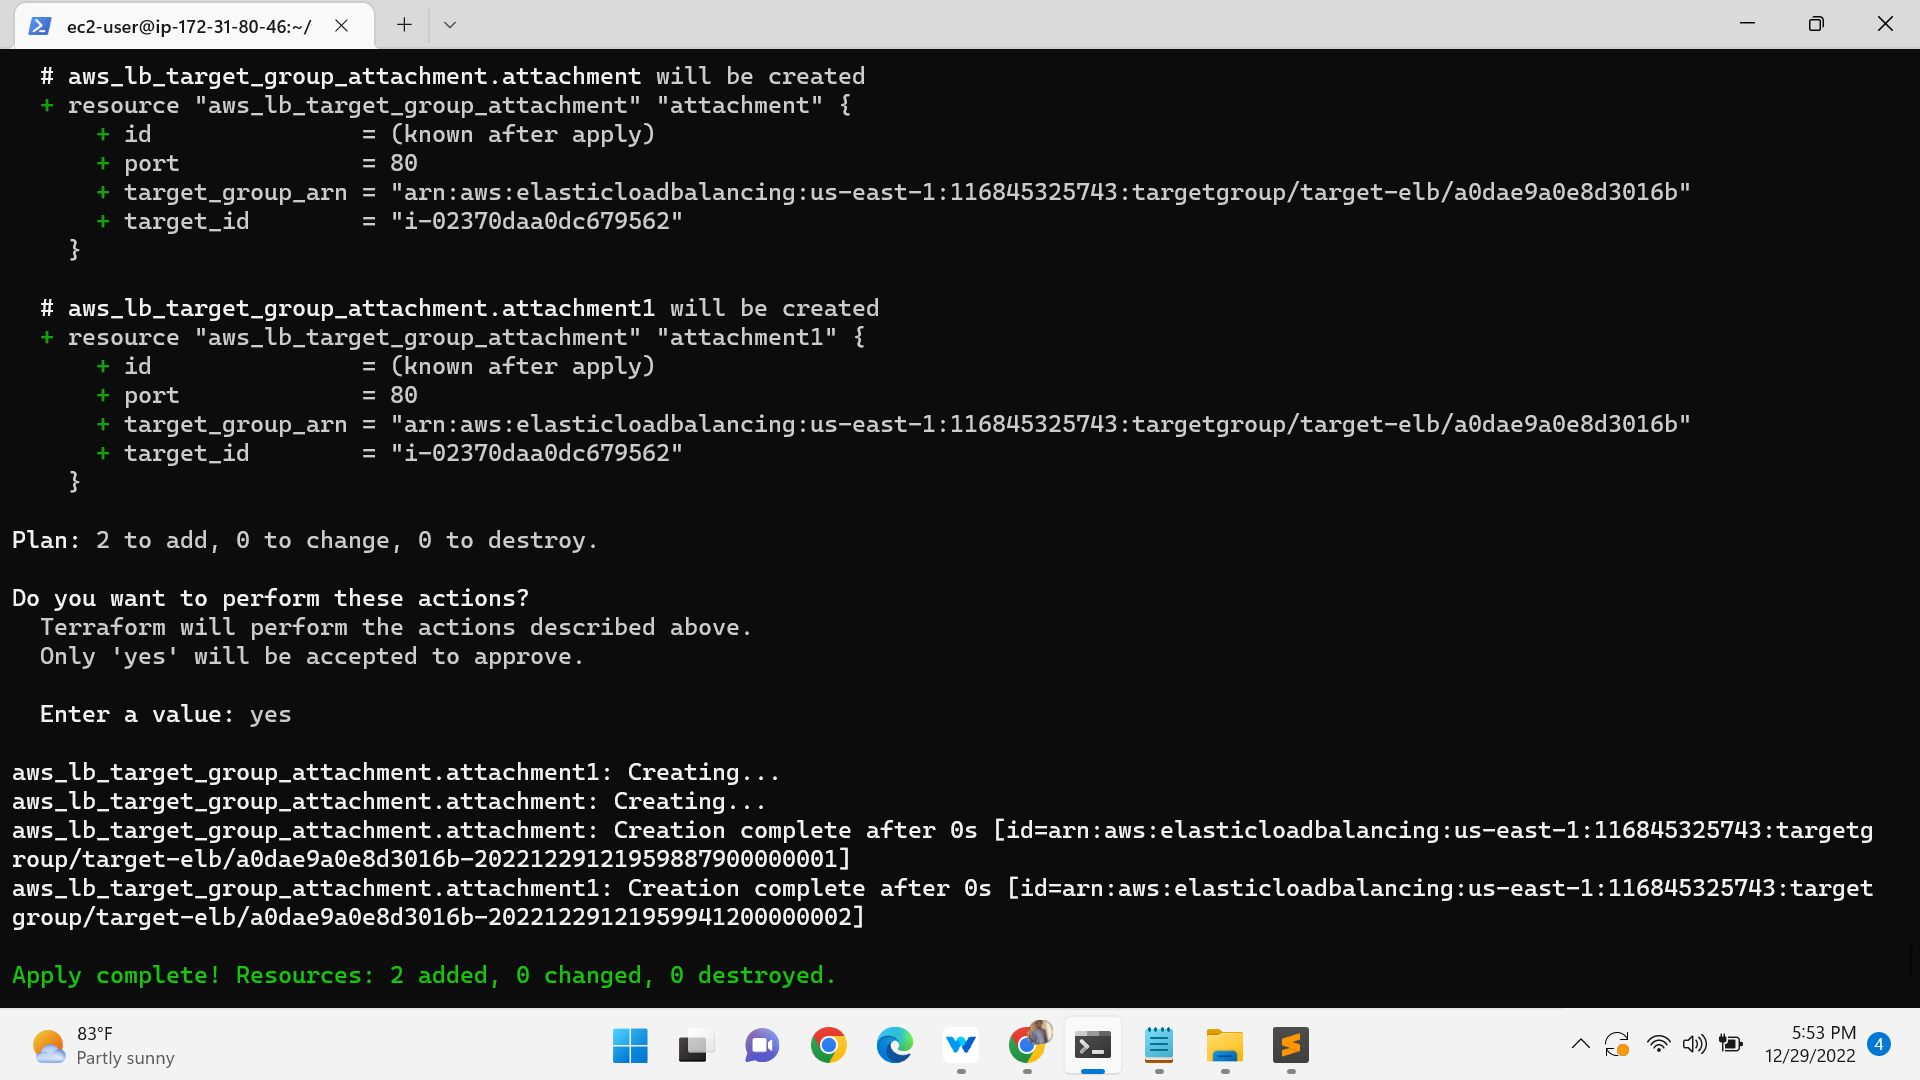 ec2-user@ip-172-31-80-46:~/
# aws_lb_target_group_attachment.attachment will be created
+ resource "aws_lb_target_group_attachment" "attachment" {
+ id = (known after apply)
+ port = 80
+ target_group_arn = "arn:aws:elasticloadbalancing:us-east-1:116845325743:targetgroup/target-elb/a0dae9a0e8d3016b"
+ target_id = "i-02370daa0dc679562"
}
# aws_lb_target_group_attachment.attachment1 will be created
+ resource "aws_lb_target_group_attachment" "attachment1" {
+ id = (known after apply)
+ port = 80
+ target_group_arn = "arn:aws:elasticloadbalancing:us-east-1:116845325743:targetgroup/target-elb/a0dae9a0e8d3016b"
+ target_id = "i-02370daa0dc679562"
}
Plan: 2 to add, 0 to change, 0 to destroy.
Do you want to perform these actions?
Terraform will perform the actions described above.
Only 'yes' will be accepted to approve.
Enter a value: yes
aws_lb_target_group_attachment.attachment1: Creating...
aws_lb_target_group_attachment.attachment: Creating...
aws_lb_target_group_attachment.attachment: Creation complete after 0s [id=arn:aws:elasticloadbalancing:us-east-1:116845325743:targetg
roup/target-elb/a0dae9a0e8d3016b-20221229121959887900000001]
aws_lb_target_group_attachment.attachment1: Creation complete after 0s [id=arn:aws:elasticloadbalancing:us-east-1:116845325743:target
group/target-elb/a0dae9a0e8d3016b-20221229121959941200000002]
Apply complete! Resources: 2 added, 0 changed, 0 destroyed.
83°F
Partly sunny
5:53 PM
12/29/2022
4